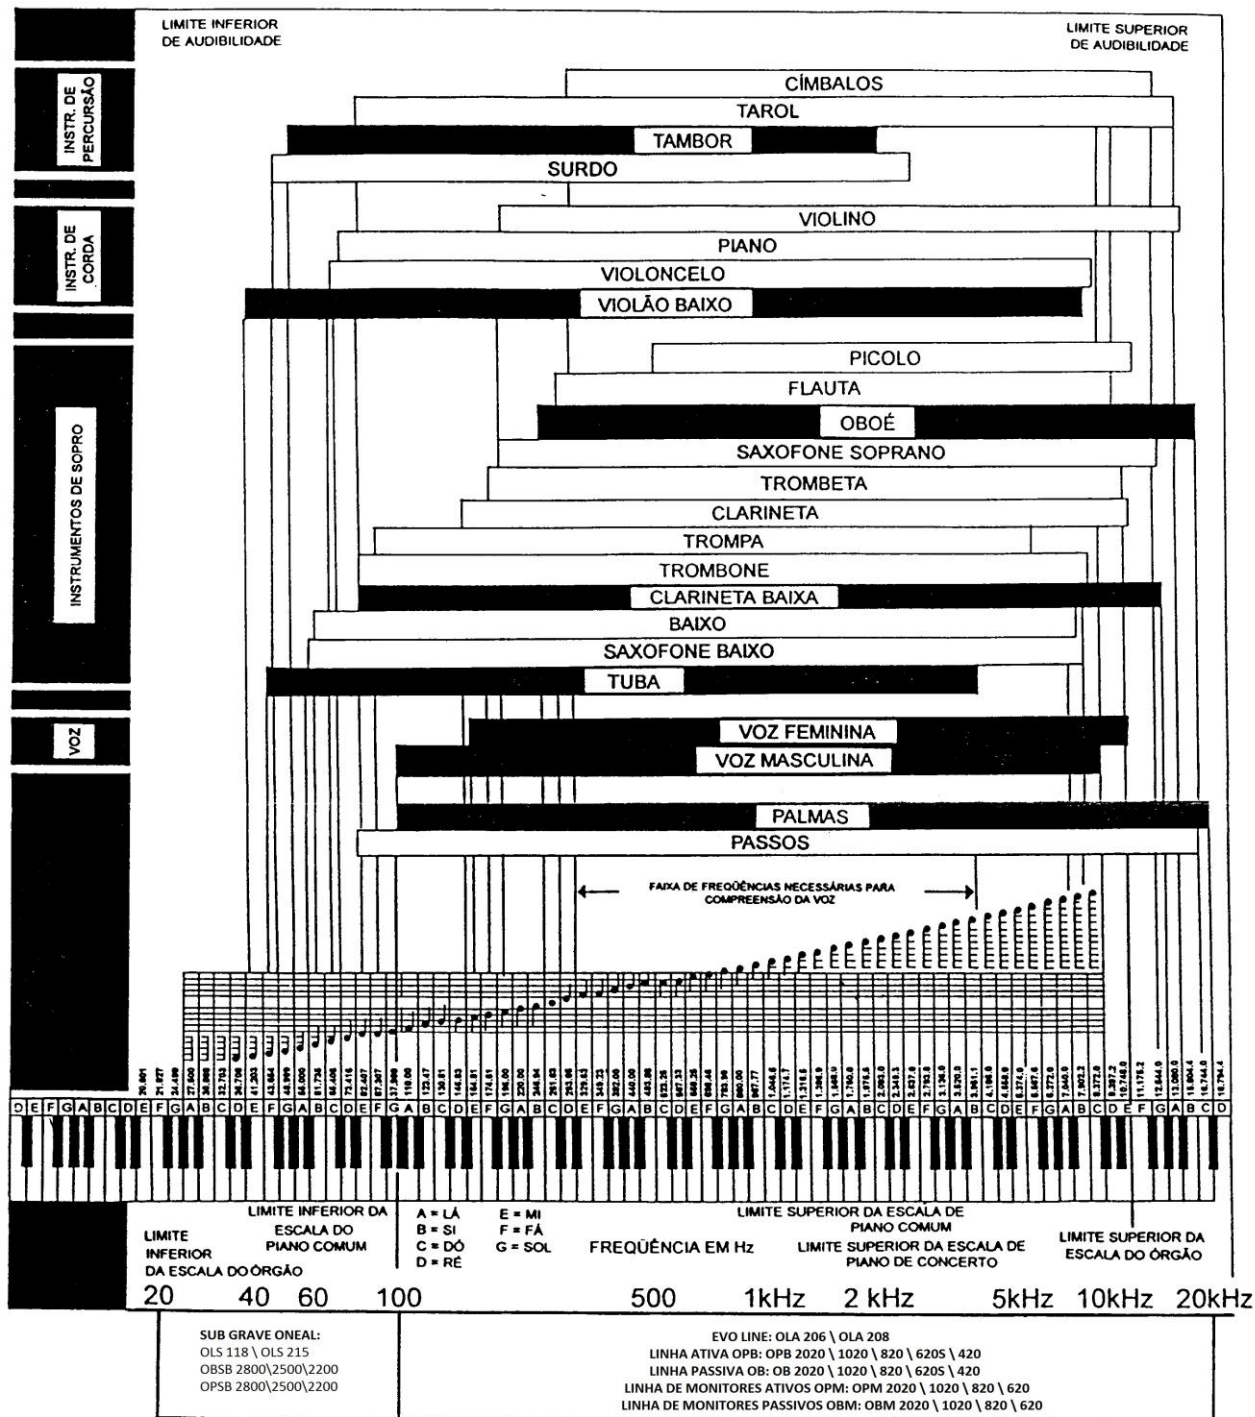 LIMITE INFERIOR
DE AUDIBILIDADE
LIMITE SUPERIOR
DE AUDIBILIDADE
INSTR. DE
PERCURSÃO
CÍMBALOS
TAROL
TAMBOR
SURDO
INSTR. DE
CORDA
VIOLINO
PIANO
VIOLONCELO
VIOLÃO BAIXO
INSTRUMENTOS DE SOPRO
PICOLO
FLAUTA
OBOÉ
SAXOFONE SOPRANO
TROMBETA
CLARINETA
TROMPA
TROMBONE
CLARINETA BAIXA
BAIXO
SAXOFONE BAIXO
TUBA
VOZ
VOZ FEMININA
VOZ MASCULINA
PALMAS
PASSOS
FAIXA DE FREQÜÊNCIAS NECESSÁRIAS PARA
COMPREENSÃO DA VOZ
D E F G A B C D E F G A B C D E F G A B C D E F G A B C D E F G A B C D E F G A B C D E F G A B C D E F G A B C D E F G A B C D E F G A B C D E F G A B C D
LIMITE
INFERIOR
DA ESCALA DO ÓRGÃO
LIMITE INFERIOR DA
ESCALA DO
PIANO COMUM
A = LÁ
B = SI
C = DÓ
D = RÉ
E = MI
F = FÁ
G = SOL
FREQÜÊNCIA EM Hz
LIMITE SUPERIOR DA ESCALA DE
PIANO COMUM
LIMITE SUPERIOR DA ESCALA DE
PIANO DE CONCERTO
LIMITE SUPERIOR DA
ESCALA DO ÓRGÃO
20 40 60 100 500 1kHz 2 kHz 5kHz 10kHz 20kHz
SUB GRAVE ONEAL:
OLS 118 \ OLS 215
OBSB 2800\2500\2200
OPSB 2800\2500\2200
EVO LINE: OLA 206 \ OLA 208
LINHA ATIVA OPB: OPB 2020 \ 1020 \ 820 \ 620S \ 420
LINHA PASSIVA OB: OB 2020 \ 1020 \ 820 \ 620S \ 420
LINHA DE MONITORES ATIVOS OPM: OPM 2020 \ 1020 \ 820 \ 620
LINHA DE MONITORES PASSIVOS OBM: OBM 2020 \ 1020 \ 820 \ 620